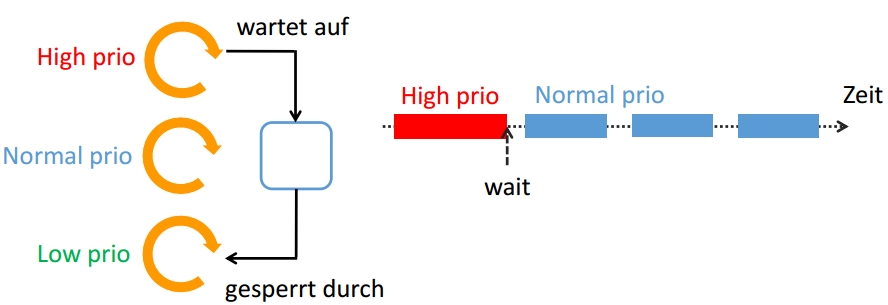 wartet auf
High prio
Normal prio
Low prio
gesperrt durch
High prio
Normal prio
Zeit
wait